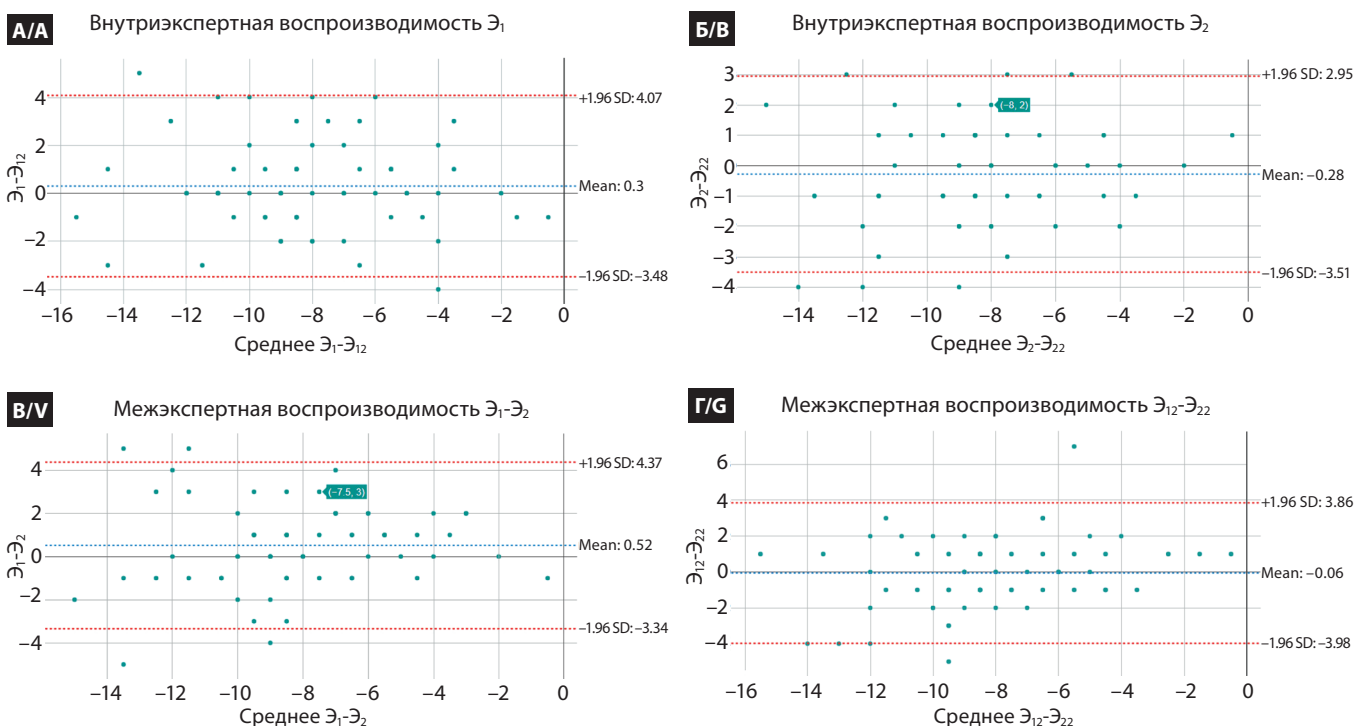 А/A
Внутриэкспертная воспроизводимость Э₁
Э₁-Э₁₂
4
2
0
−2
−4
+1.96 SD: 4.07
Mean: 0.3
−1.96 SD: −3.48
−16 −14 −12 −10 −8 −6 −4 −2 0
Среднее Э₁-Э₁₂
Б/B
Внутриэкспертная воспроизводимость Э₂
Э₂-Э₂₂
3
2
1
0
−1
−2
−3
−4
(−8, 2)
+1.96 SD: 2.95
Mean: −0.28
−1.96 SD: −3.51
−14 −12 −10 −8 −6 −4 −2 0
Среднее Э₂-Э₂₂
В/V
Межэкспертная воспроизводимость Э₁-Э₂
Э₁-Э₂
4
2
0
−2
−4
(−7.5, 3)
+1.96 SD: 4.37
Mean: 0.52
−1.96 SD: −3.34
−14 −12 −10 −8 −6 −4 −2 0
Среднее Э₁-Э₂
Г/G
Межэкспертная воспроизводимость Э₁₂-Э₂₂
Э₁₂-Э₂₂
6
4
2
0
−2
−4
+1.96 SD: 3.86
Mean: −0.06
−1.96 SD: −3.98
−16 −14 −12 −10 −8 −6 −4 −2 0
Среднее Э₁₂-Э₂₂